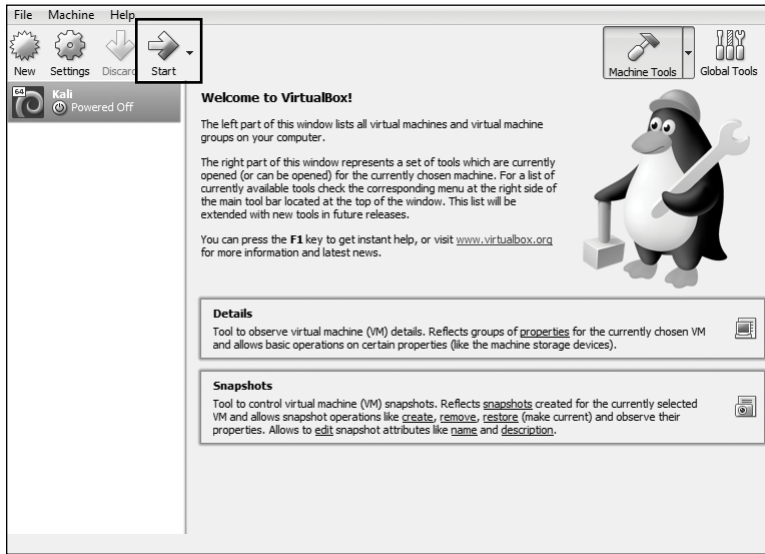 File Machine Help
New Settings Discard Start Machine Tools Global Tools
64
Kali
Powered Off
Welcome to VirtualBox!
The left part of this window lists all virtual machines and virtual machine
groups on your computer.
The right part of this window represents a set of tools which are currently
opened (or can be opened) for the currently chosen machine. For a list of
currently available tools check the corresponding menu at the right side of
the main tool bar located at the top of the window. This list will be
extended with new tools in future releases.
You can press the F1 key to get instant help, or visit www.virtualbox.org
for more information and latest news.
Details
Tool to observe virtual machine (VM) details. Reflects groups of properties for the currently chosen VM
and allows basic operations on certain properties (like the machine storage devices).
Snapshots
Tool to control virtual machine (VM) snapshots. Reflects snapshots created for the currently selected
VM and allows snapshot operations like create, remove, restore (make current) and observe their
properties. Allows to edit snapshot attributes like name and description.